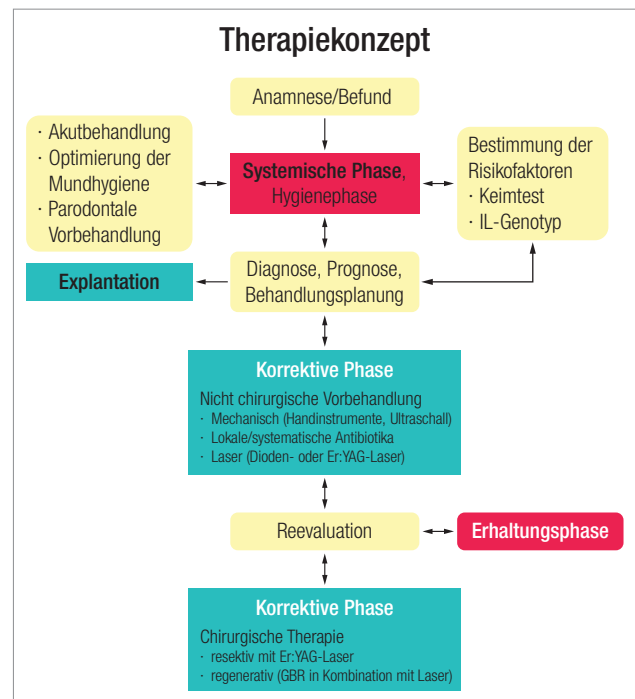 Therapiekonzept
Anamnese/Befund
· Akutbehandlung
· Optimierung der
Mundhygiene
· Parodontale
Vorbehandlung
Systemische Phase,
Hygienephase
Bestimmung der
Risikofaktoren
· Keimtest
· IL-Genotyp
Explantation
Diagnose, Prognose,
Behandlungsplanung
Korrektive Phase
Nicht chirurgische Vorbehandlung
· Mechanisch (Handinstrumente, Ultraschall)
· Lokale/systematische Antibiotika
· Laser (Dioden- oder Er:YAG-Laser)
Reevaluation
Erhaltungsphase
Korrektive Phase
Chirurgische Therapie
· resektiv mit Er:YAG-Laser
· regenerativ (GBR in Kombination mit Laser)